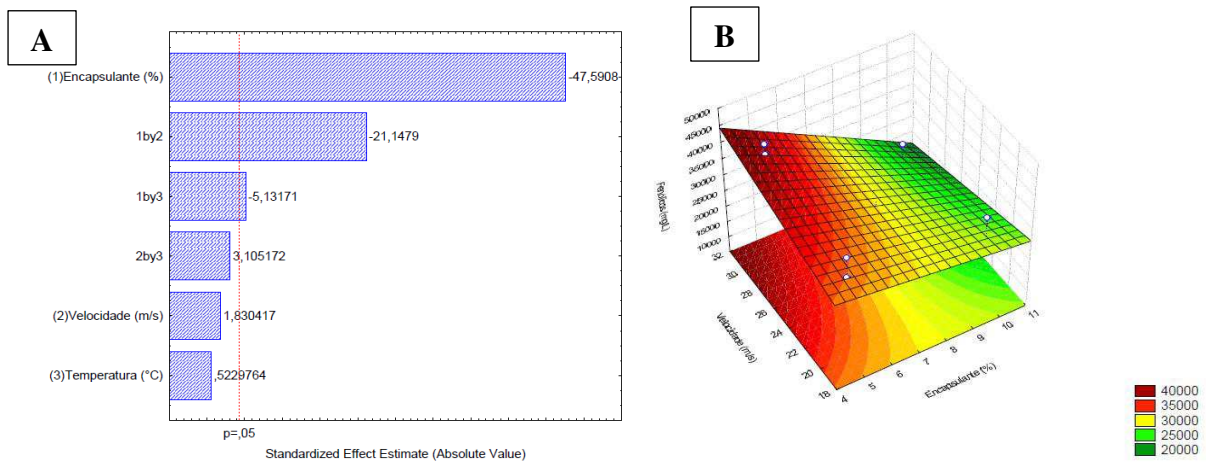 A
(1)Encapsulante (%)
-47,5908
1by2
-21,1479
1by3
-5,13171
2by3
3,105172
(2)Velocidade (m/s)
1,830417
(3)Temperatura (°C)
,5229764
p=,05
Standardized Effect Estimate (Absolute Value)
B
50000
45000
40000
35000
30000
25000
20000
15000
10000
Fenólicos (mg/L)
32
30
28
26
24
22
20
18
Velocidade (m/s)
4
5
6
7
8
9
10
11
Encapsulante (%)
40000
35000
30000
25000
20000